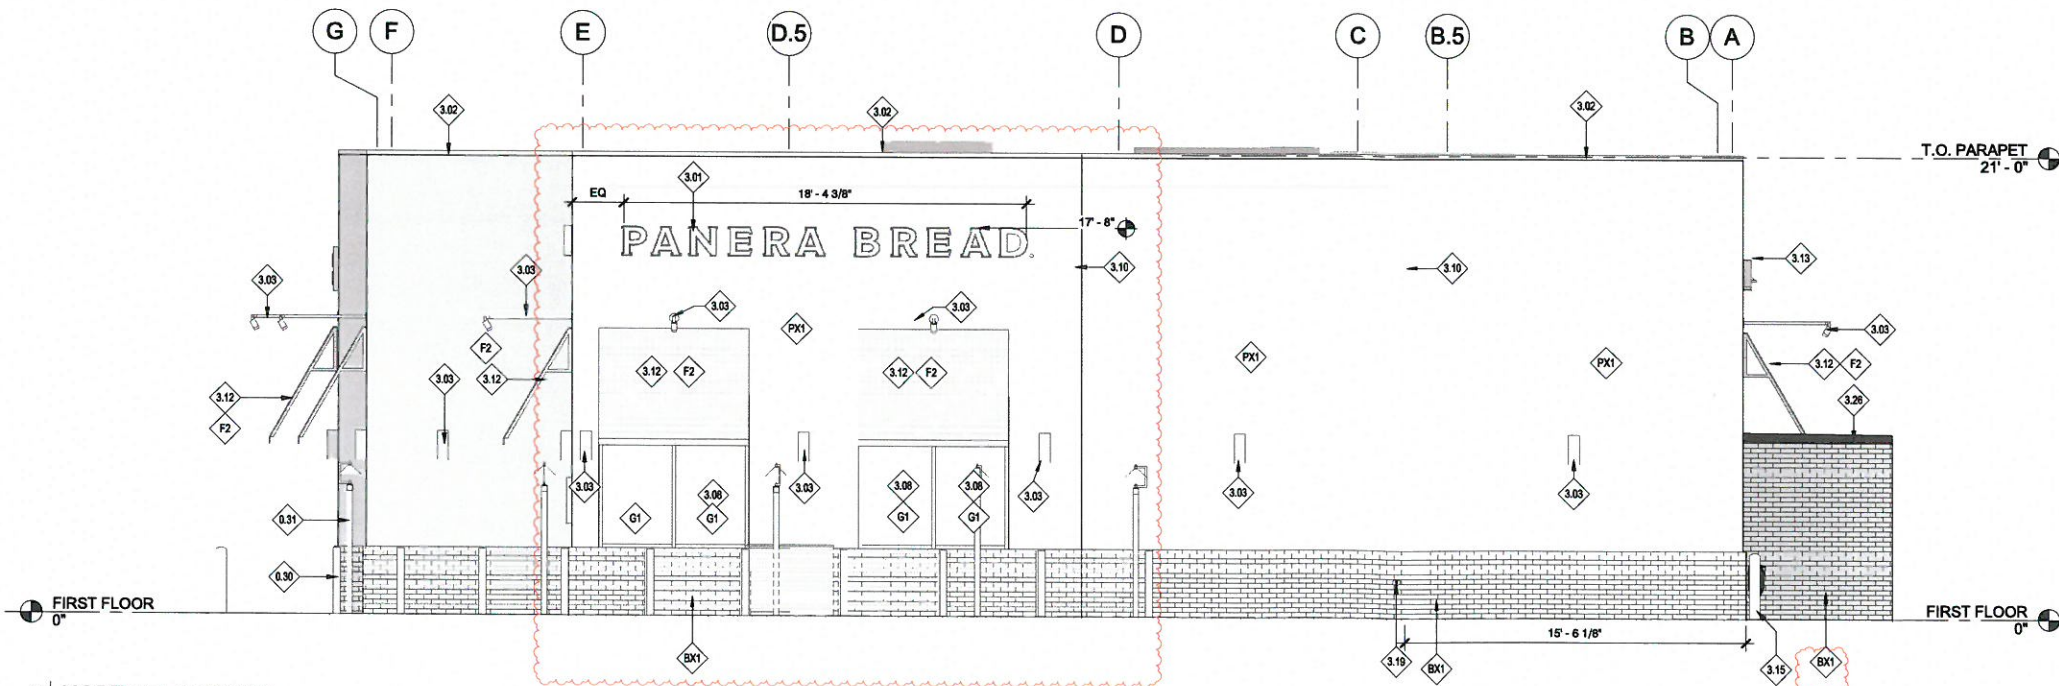 G F E D.5 D C B.5 B A
3.02 3.02 3.02
T.O. PARAPET
21' - 0"
3.01
EQ 18' - 4 3/8"
17' - 8"
PANERA BREAD.
3.10 3.10 3.13
3.03 3.03 3.03 3.03 3.03
PX1 PX1 PX1
F2 3.12 F2 3.12 F2 3.12 F2
3.12 3.03 3.12
F2
3.26
3.03 3.08 3.03 3.08 3.08 3.03 3.03 3.03
G1 G1 G1 G1
0.31
0.30
FIRST FLOOR
0"
FIRST FLOOR
0"
15' - 6 1/8"
BX1 3.19 BX1 3.15 BX1